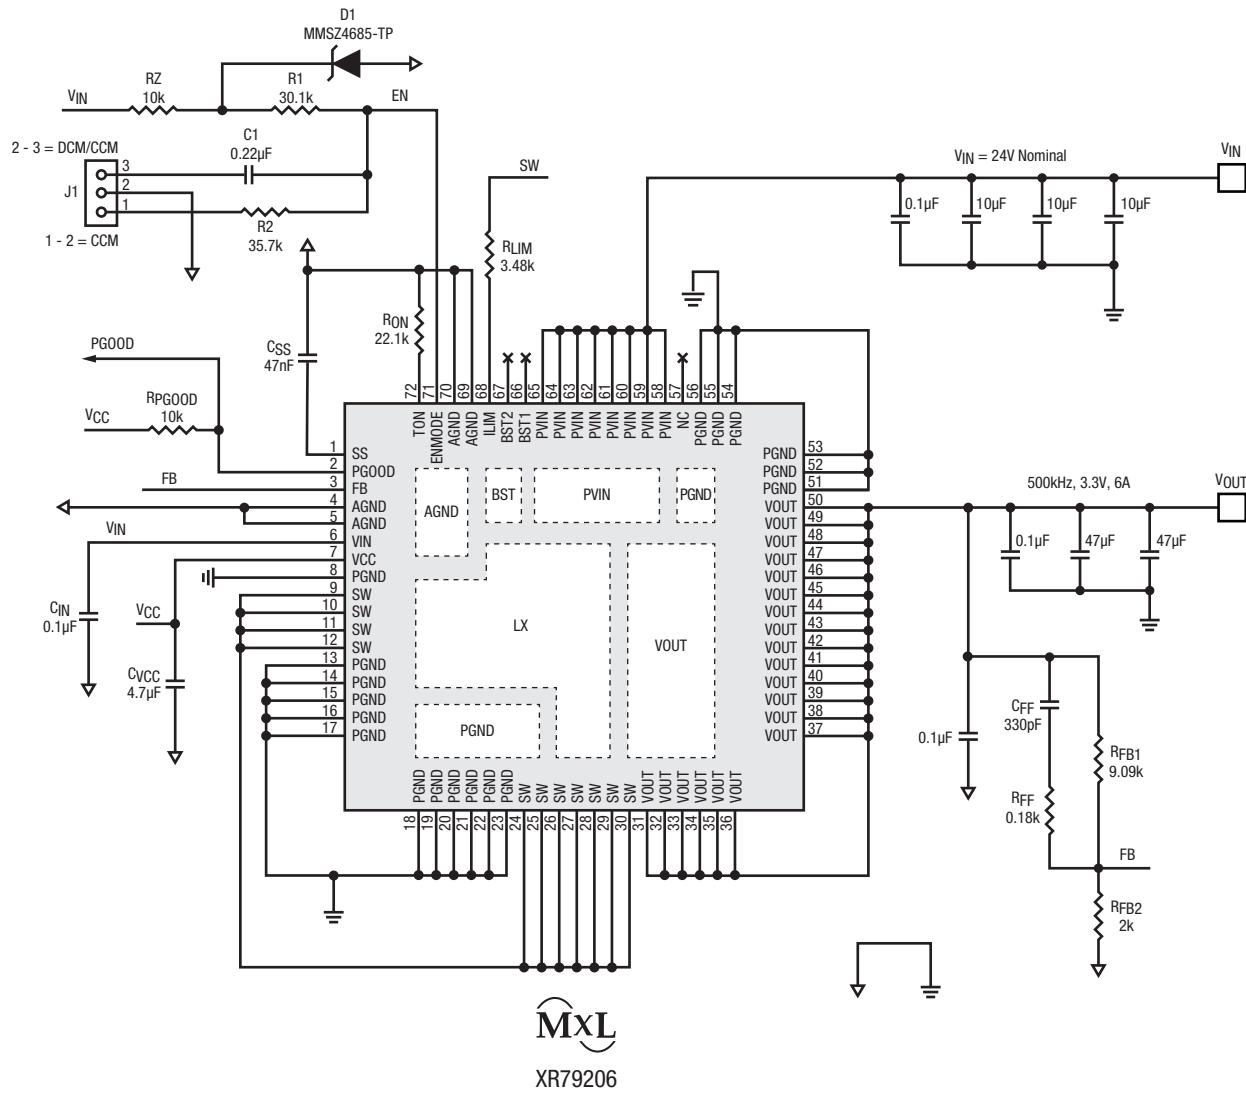 D1
MMSZ4685-TP
RZ
10k
R1
30.1k
VIN
EN
C1
0.22µF
2 - 3 = DCM/CCM
3
2
1
J1
R2
35.7k
1 - 2 = CCM
SW
RLIM
3.48k
VIN = 24V Nominal
VIN
0.1µF
10µF
10µF
10µF
RON
22.1k
CSS
47nF
PGOOD
RPGOOD
10k
VCC
72 71 70 69 68 67 66 65 64 63 62 61 60 59 58 57 56 55 54
TON ENMODE AGND AGND ILIM BST2 BST1 PVIN PVIN PVIN PVIN PVIN PVIN PVIN PVIN NC PGND PGND PGND
1 SS
2 PGOOD
FB 3 FB
4 AGND
5 AGND
VIN 6 VIN
7 VCC
8 PGND
9 SW
10 SW
11 SW
12 SW
13 PGND
14 PGND
15 PGND
16 PGND
17 PGND
CIN
0.1µF
VCC
CVCC
4.7µF
AGND
BST
PVIN
PGND
LX
VOUT
PGND
PGND 53
PGND 52
PGND 51
VOUT 50
VOUT 49
VOUT 48
VOUT 47
VOUT 46
VOUT 45
VOUT 44
VOUT 43
VOUT 42
VOUT 41
VOUT 40
VOUT 39
VOUT 38
VOUT 37
500kHz, 3.3V, 6A
VOUT
0.1µF
47µF
47µF
0.1µF
CFF
330pF
RFB1
9.09k
RFF
0.18k
FB
RFB2
2k
PGND PGND PGND PGND PGND PGND SW SW SW SW SW SW SW VOUT VOUT VOUT VOUT VOUT VOUT
18 19 20 21 22 23 24 25 26 27 28 29 30 31 32 33 34 35 36
MXL
XR79206